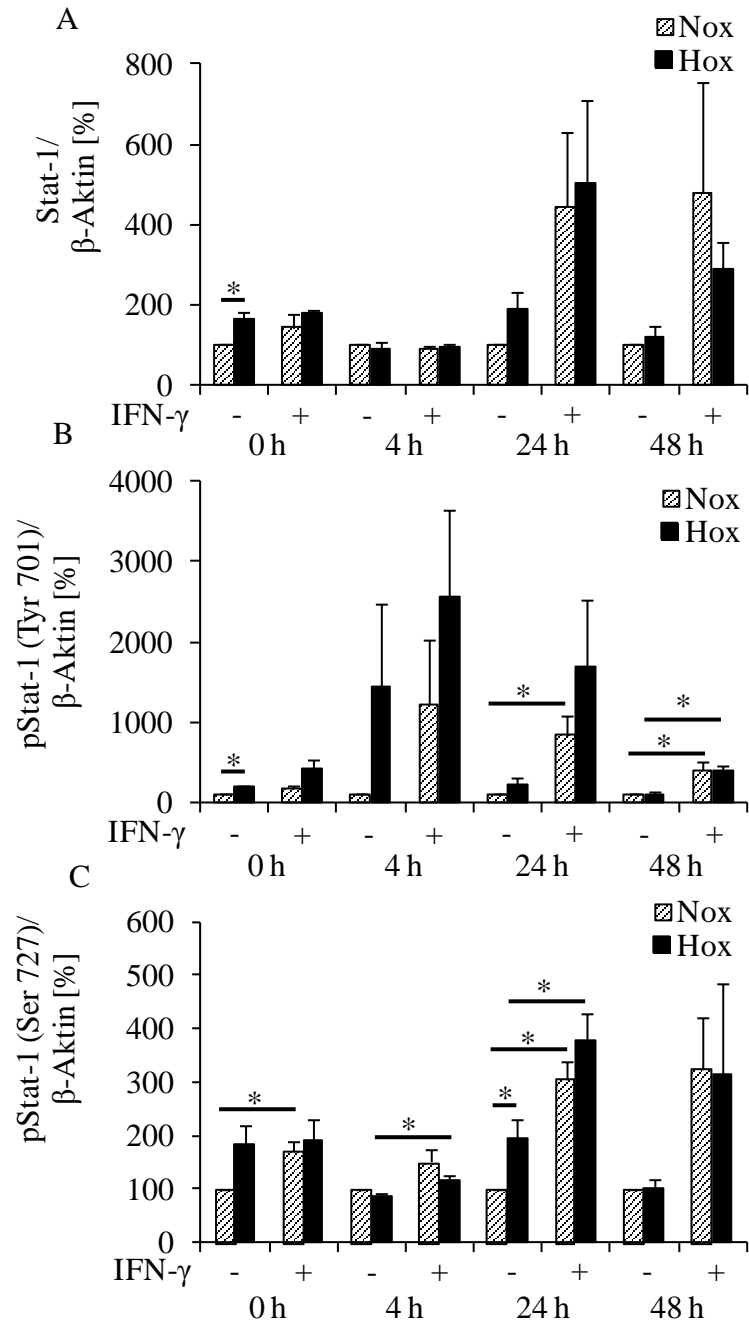 A
Nox
Hox
Stat-1/
β-Aktin [%]
800
600
400
200
0
*
IFN-γ - + - + - + - +
0 h 4 h 24 h 48 h
B
Nox
Hox
pStat-1 (Tyr 701)/
β-Aktin [%]
4000
3000
2000
1000
0
* * * *
IFN-γ - + - + - + - +
0 h 4 h 24 h 48 h
C
Nox
Hox
pStat-1 (Ser 727)/
β-Aktin [%]
600
500
400
300
200
100
0
* * * * *
IFN-γ - + - + - + - +
0 h 4 h 24 h 48 h